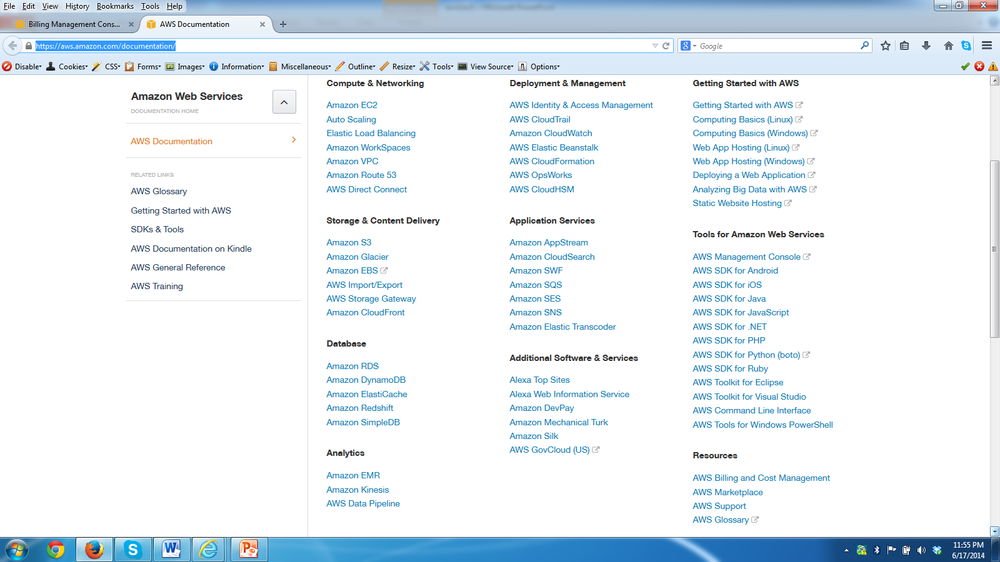 File Edit View History Bookmarks Tools Help
Billing Management Cons... × AWS Documentation × +
https://aws.amazon.com/documentation/
Google
Disable Cookies CSS Forms Images Information Miscellaneous Outline Resize Tools View Source Options
Amazon Web Services
DOCUMENTATION HOME
AWS Documentation
RELATED LINKS
AWS Glossary
Getting Started with AWS
SDKs & Tools
AWS Documentation on Kindle
AWS General Reference
AWS Training
Compute & Networking
Amazon EC2
Auto Scaling
Elastic Load Balancing
Amazon WorkSpaces
Amazon VPC
Amazon Route 53
AWS Direct Connect
Storage & Content Delivery
Amazon S3
Amazon Glacier
Amazon EBS
AWS Import/Export
AWS Storage Gateway
Amazon CloudFront
Database
Amazon RDS
Amazon DynamoDB
Amazon ElastiCache
Amazon Redshift
Amazon SimpleDB
Analytics
Amazon EMR
Amazon Kinesis
AWS Data Pipeline
Deployment & Management
AWS Identity & Access Management
AWS CloudTrail
Amazon CloudWatch
AWS Elastic Beanstalk
AWS CloudFormation
AWS OpsWorks
AWS CloudHSM
Application Services
Amazon AppStream
Amazon CloudSearch
Amazon SWF
Amazon SQS
Amazon SES
Amazon SNS
Amazon Elastic Transcoder
Additional Software & Services
Alexa Top Sites
Alexa Web Information Service
Amazon DevPay
Amazon Mechanical Turk
Amazon Silk
AWS GovCloud (US)
Getting Started with AWS
Getting Started with AWS
Computing Basics (Linux)
Computing Basics (Windows)
Web App Hosting (Linux)
Web App Hosting (Windows)
Deploying a Web Application
Analyzing Big Data with AWS
Static Website Hosting
Tools for Amazon Web Services
AWS Management Console
AWS SDK for Android
AWS SDK for iOS
AWS SDK for Java
AWS SDK for JavaScript
AWS SDK for .NET
AWS SDK for PHP
AWS SDK for Python (boto)
AWS SDK for Ruby
AWS Toolkit for Eclipse
AWS Toolkit for Visual Studio
AWS Command Line Interface
AWS Tools for Windows PowerShell
Resources
AWS Billing and Cost Management
AWS Marketplace
AWS Support
AWS Glossary
11:55 PM
6/17/2014